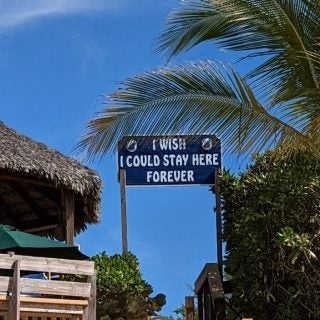 I WISH
I COULD STAY HERE
FOREVER